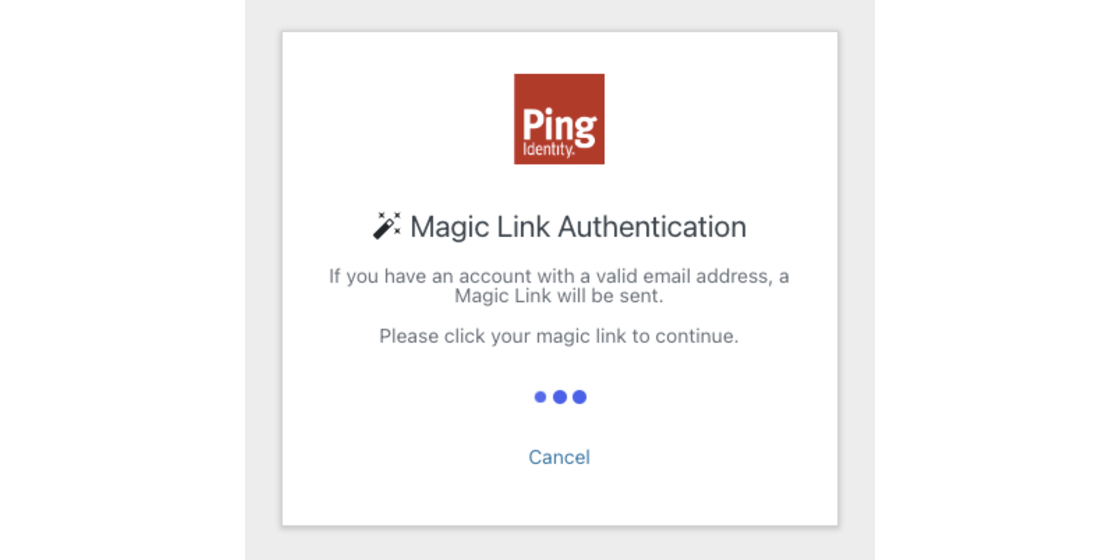 Ping
Identity.
Magic Link Authentication
If you have an account with a valid email address, a
Magic Link will be sent.
Please click your magic link to continue.
Cancel